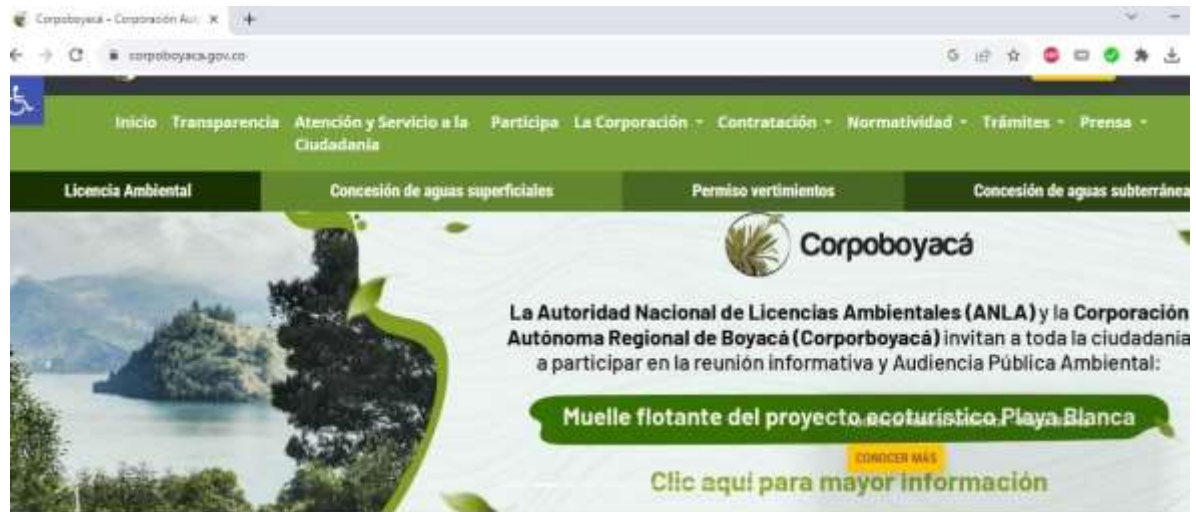 Corpoboyacá - Corporación Aut
corpoboyaca.gov.co
Inicio Transparencia Atención y Servicio a la Ciudadanía Participa La Corporación Contratación Normatividad Trámites Prensa
Licencia Ambiental Concesión de aguas superficiales Permiso vertimientos Concesión de aguas subterránea
Corpoboyacá
La Autoridad Nacional de Licencias Ambientales (ANLA) y la Corporación
Autónoma Regional de Boyacá (Corporboyacá) invitan a toda la ciudadanía
a participar en la reunión informativa y Audiencia Pública Ambiental:
Muelle flotante del proyecto ecoturístico Playa Blanca
CONOCER MÁS
Clic aquí para mayor información